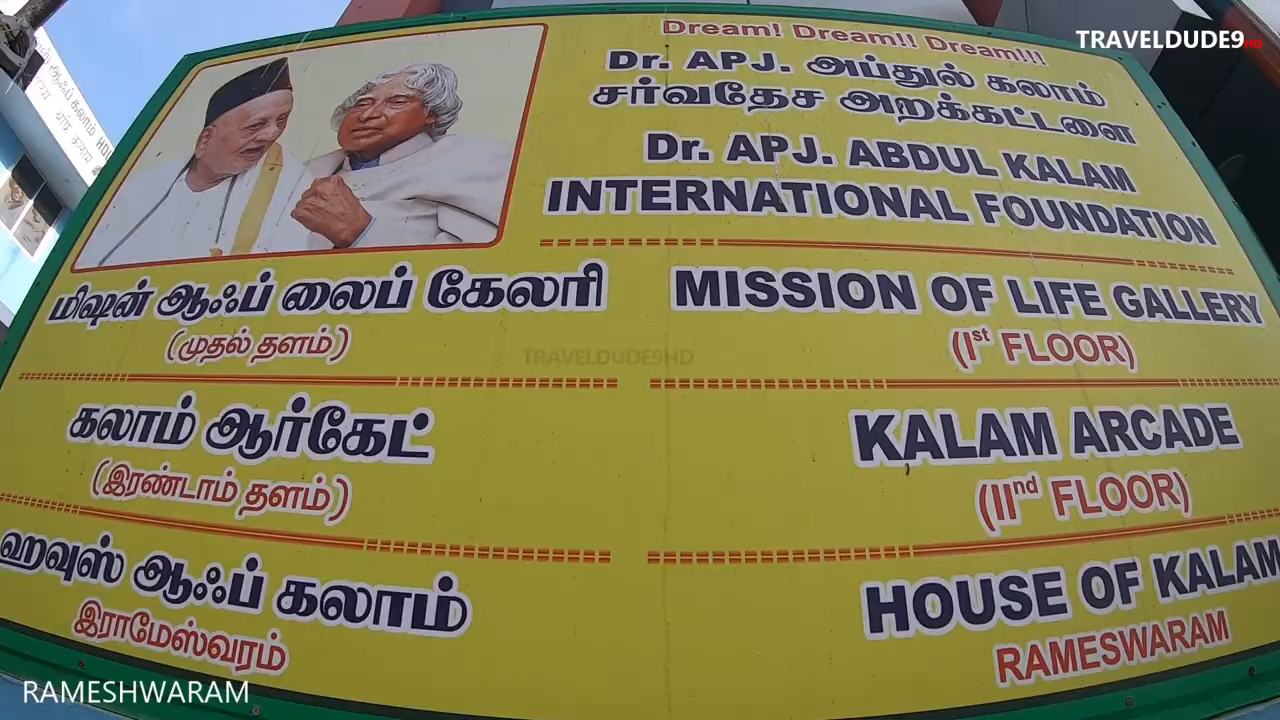 TRAVELDUDE9HD
Dream! Dream!! Dream!!!
Dr. APJ. அப்துல் கலாம்
சர்வதேச அறக்கட்டளை
Dr. APJ. ABDUL KALAM
INTERNATIONAL FOUNDATION
மிஷன் ஆஃப் லைப் கேலரி
(முதல் தளம்)
MISSION OF LIFE GALLERY
(Ist FLOOR)
TRAVELDUDE9HD
கலாம் ஆர்கேட்
(இரண்டாம் தளம்)
KALAM ARCADE
(IInd FLOOR)
ஹவுஸ் ஆஃப் கலாம்
இராமேஸ்வரம்
HOUSE OF KALAM
RAMESWARAM
RAMESHWARAM